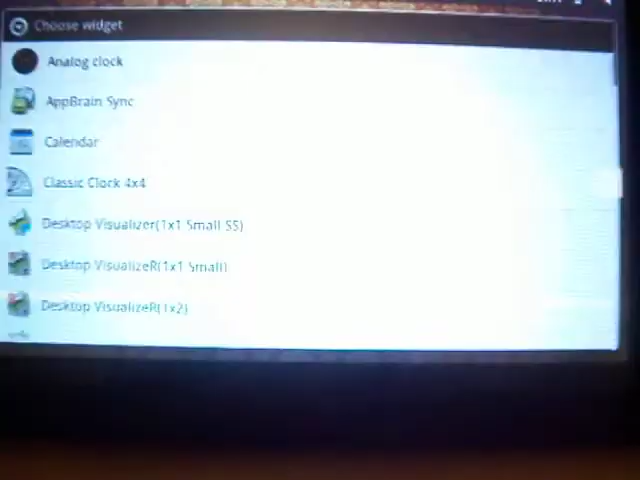 Choose widget
Analog clock
AppBrain Sync
Calendar
Classic Clock 4x4
Desktop Visualizer(1x1 Small SS)
Desktop VisualizeR(1x1 Small)
Desktop VisualizeR(1x2)